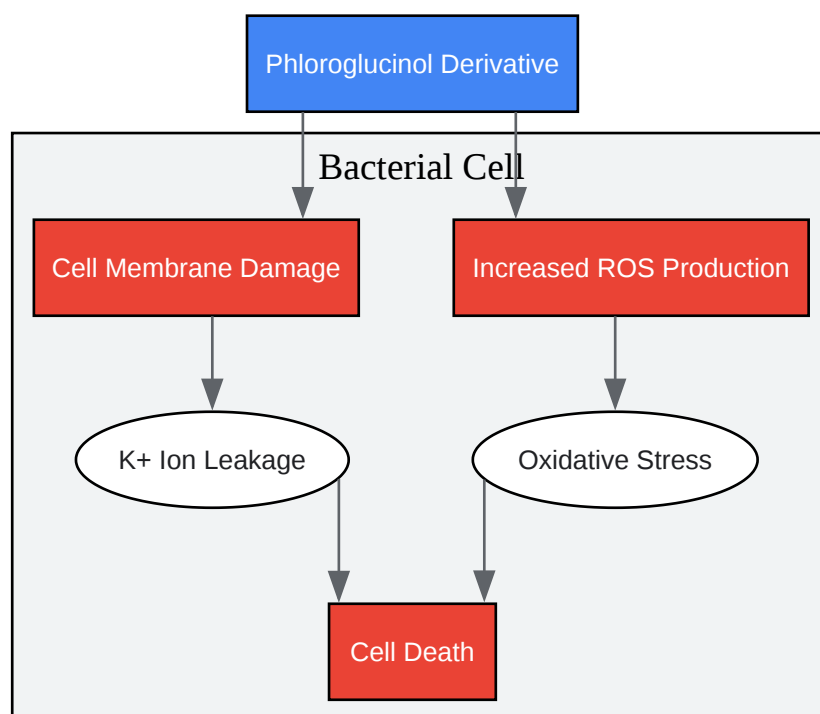 Phloroglucinol Derivative
Bacterial Cell
Cell Membrane Damage
Increased ROS Production
K+ Ion Leakage
Oxidative Stress
Cell Death